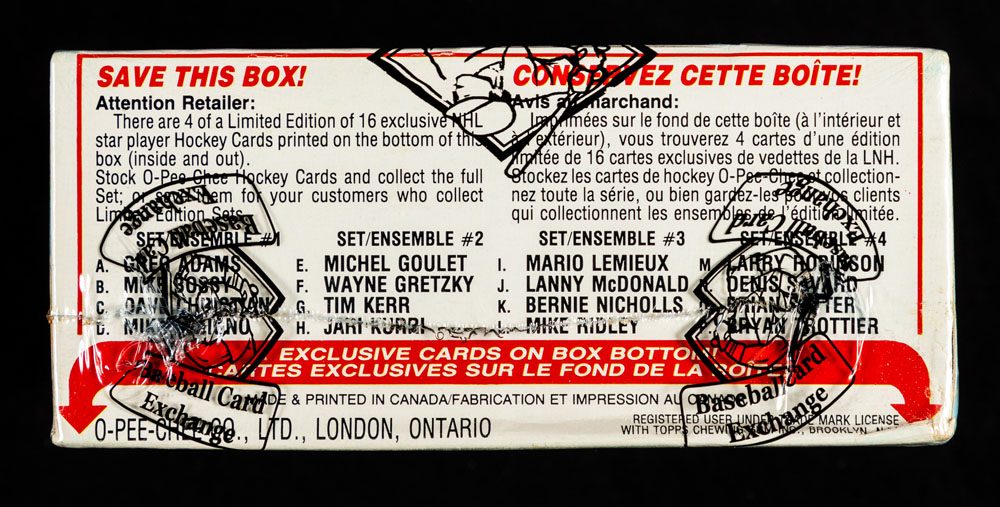 SAVE THIS BOX!
Attention Retailer:
There are 4 of a Limited Edition of 16 exclusive NHL
star player Hockey Cards printed on the bottom of this
box (inside and out).
Stock O-Pee-Chee Hockey Cards and collect the full
Set; or save them for your customers who collect
Limited Edition Sets.
CONSERVEZ CETTE BOÎTE!
Avis au marchand:
Imprimées sur le fond de cette boîte (à l'intérieur et
à l'extérieur), vous trouverez 4 cartes d'une édition
limitée de 16 cartes exclusives de vedettes de la LNH.
Stockez les cartes de hockey O-Pee-Chee et collection-
nez toute la série, ou bien gardez-les pour les clients
qui collectionnent les ensembles de l'édition limitée.
SET/ENSEMBLE #1
A. GREG ADAMS
B. MIKE BOSSY
C. DAVE CHRISTIAN
D. MIKE
SET/ENSEMBLE #2
E. MICHEL GOULET
F. WAYNE GRETZKY
G. TIM KERR
H. JARI KURRI
SET/ENSEMBLE #3
I. MARIO LEMIEUX
J. LANNY McDONALD
K. BERNIE NICHOLLS
L. MIKE RIDLEY
SET/ENSEMBLE #4
M. LARRY ROBINSON
DENIS SAVARD
BRYAN TROTTIER
EXCLUSIVE CARDS ON BOX BOTTOM
CARTES EXCLUSIVES SUR LE FOND DE LA BOÎTE
MADE & PRINTED IN CANADA/FABRICATION ET IMPRESSION AU CANADA
O-PEE-CHEE CO., LTD., LONDON, ONTARIO
REGISTERED USER UNDER TRADE MARK LICENSE
WITH TOPPS CHEWING GUM INC., BROOKLYN, N.Y.
Baseball Card
Exchange
Baseball Card
Exchange
Baseball Card
Exchange
Baseball Card
Exchange